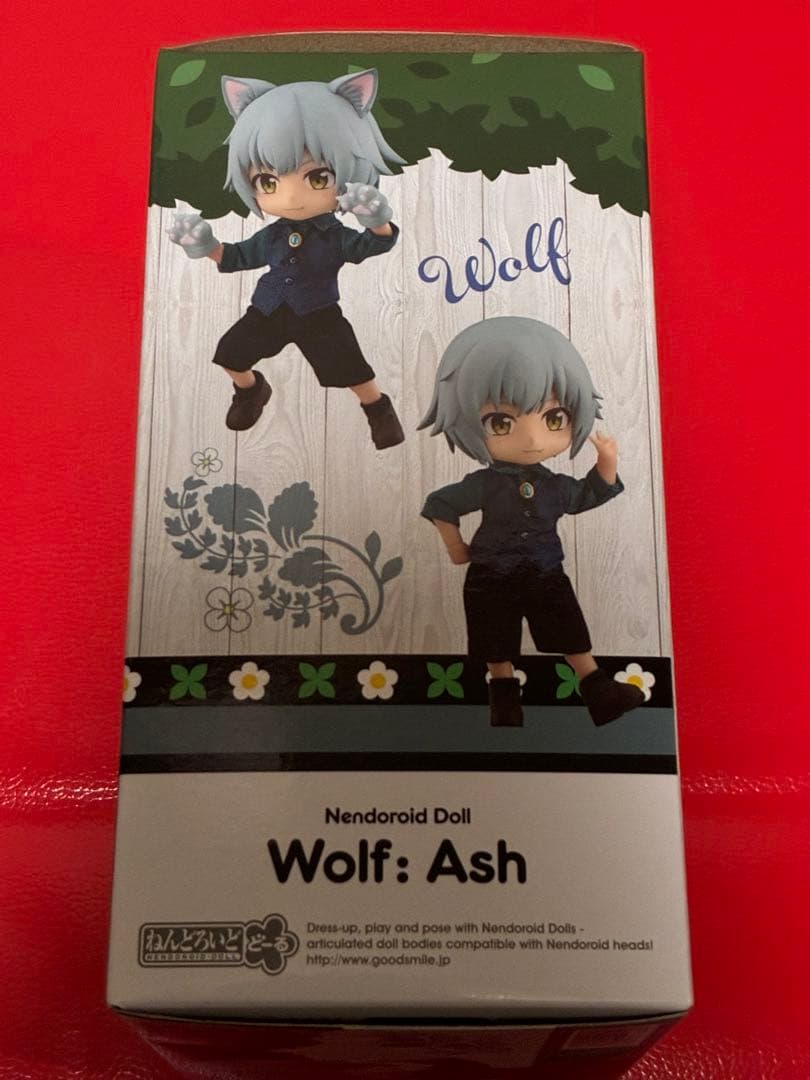 Wolf
Nendoroid Doll
Wolf: Ash
ねんどろいど どーる
NENDOROID DOLL
Dress-up, play and pose with Nendoroid Dolls -
articulated doll bodies compatible with Nendoroid heads!
http://www.goodsmile.jp